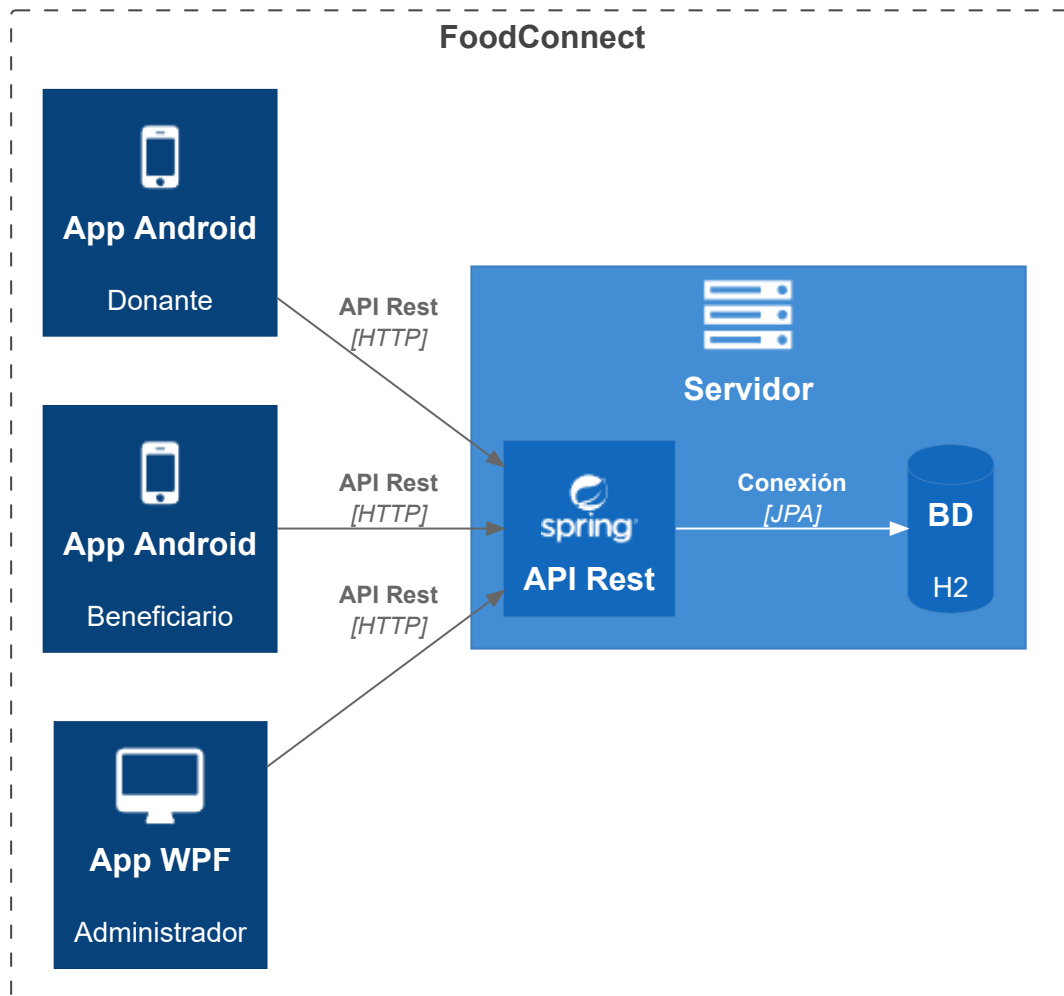 FoodConnect
App Android
Donante
API Rest
[HTTP]
Servidor
App Android
Beneficiario
API Rest
[HTTP]
spring
API Rest
Conexión
[JPA]
BD
H2
API Rest
[HTTP]
App WPF
Administrador